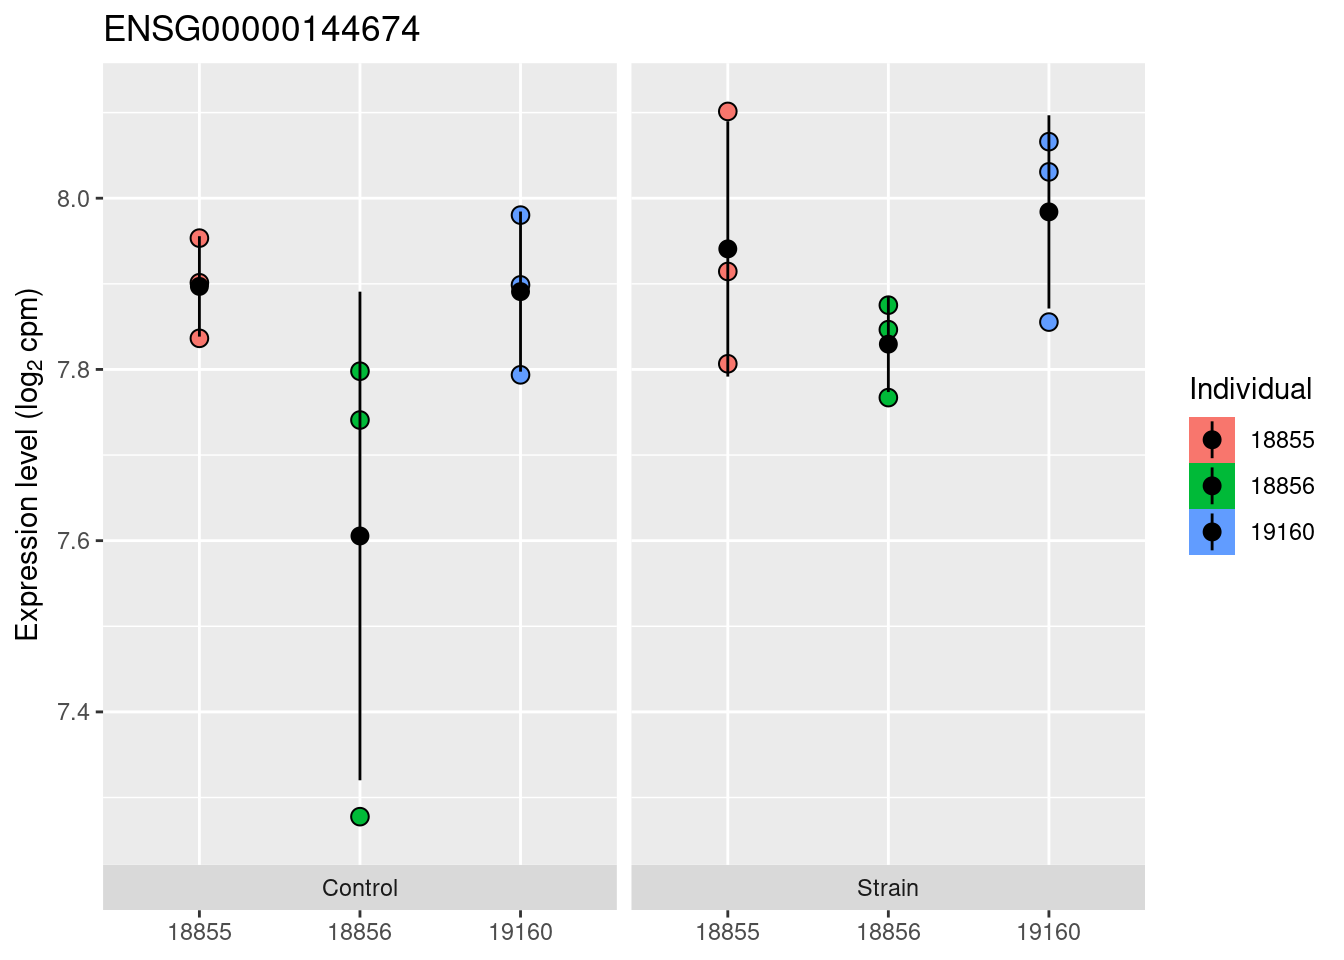 ENSG00000144674
Expression level (log2 cpm)
8.0
7.8
7.6
7.4
Control
Strain
18855
18856
19160
18855
18856
19160
Individual
18855
18856
19160